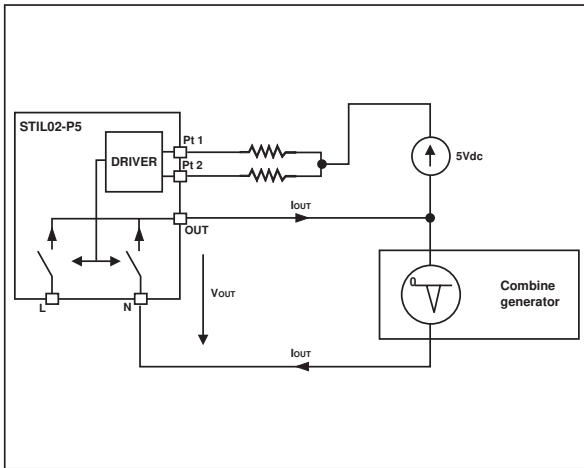 STIL02-P5
Pt 1
DRIVER
Pt 2
5Vdc
OUT
IOUT
L
N
VOUT
0
Combine
generator
IOUT